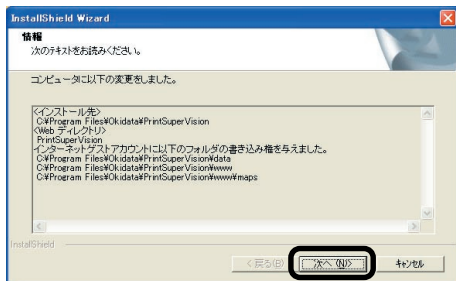 InstallShield Wizard
情報
次のテキストをお読みください。
コンピュータに以下の変更をしました。
<インストール先>
C:¥Program Files¥Okidata¥PrintSuperVision
<Web ディレクトリ>
PrintSuperVision
インターネットゲストアカウントに以下のフォルダの書き込み権を与えました。
C:¥Program Files¥Okidata¥PrintSuperVision¥data
C:¥Program Files¥Okidata¥PrintSuperVision¥www
C:¥Program Files¥Okidata¥PrintSuperVision¥www¥maps
InstallShield
< 戻る(B)
次へ (N)>
キャンセル